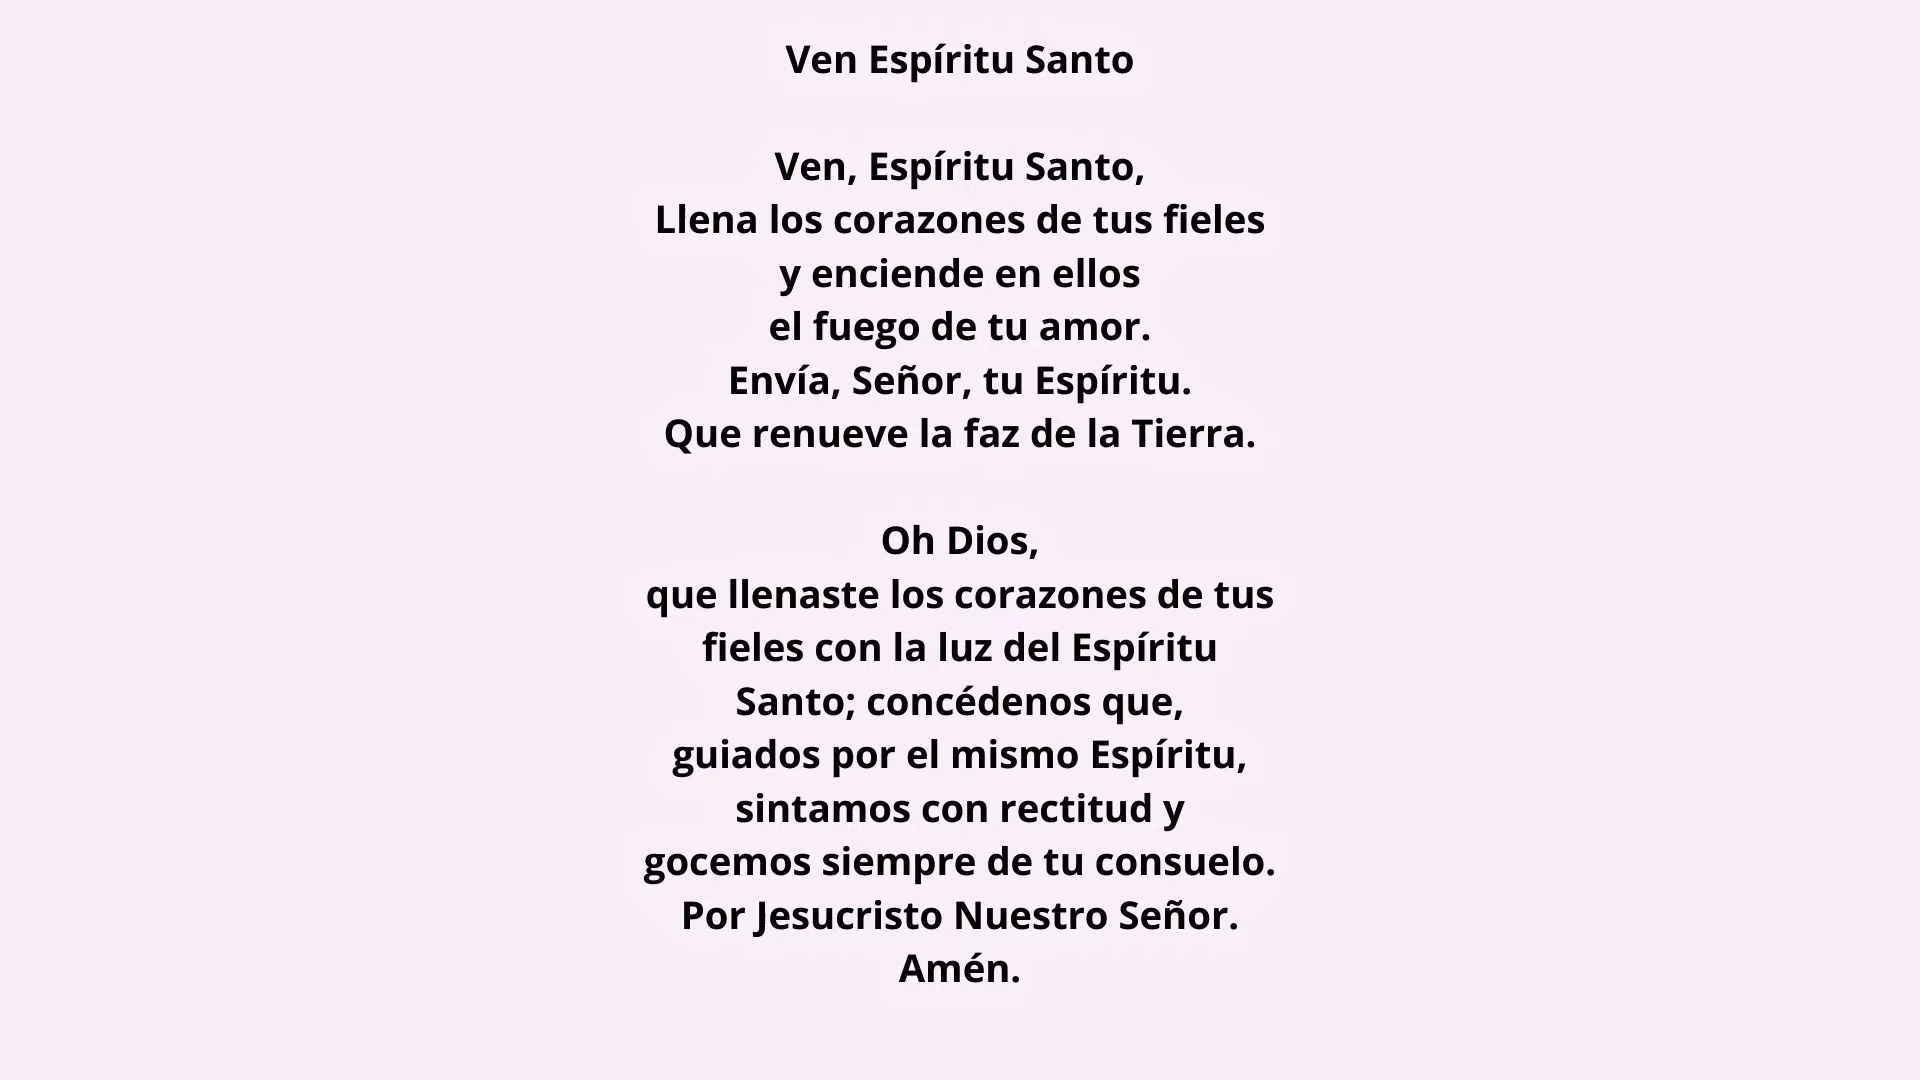 Ven Espíritu Santo
Ven, Espíritu Santo,
Llena los corazones de tus fieles
y enciende en ellos
el fuego de tu amor.
Envía, Señor, tu Espíritu.
Que renueve la faz de la Tierra.
Oh Dios,
que llenaste los corazones de tus
fieles con la luz del Espíritu
Santo; concédenos que,
guiados por el mismo Espíritu,
sintamos con rectitud y
gocemos siempre de tu consuelo.
Por Jesucristo Nuestro Señor.
Amén.